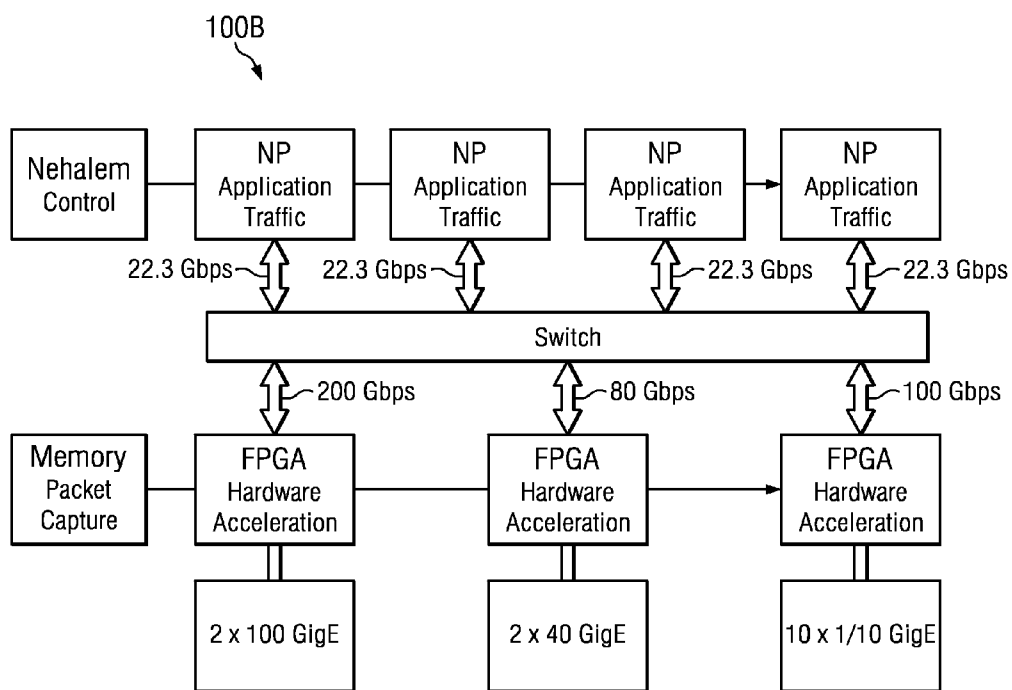 100B
Nehalem
Control
NP
Application
Traffic
NP
Application
Traffic
NP
Application
Traffic
NP
Application
Traffic
22.3 Gbps
22.3 Gbps
22.3 Gbps
22.3 Gbps
Switch
200 Gbps
80 Gbps
100 Gbps
Memory
Packet
Capture
FPGA
Hardware
Acceleration
FPGA
Hardware
Acceleration
FPGA
Hardware
Acceleration
2 x 100 GigE
2 x 40 GigE
10 x 1/10 GigE